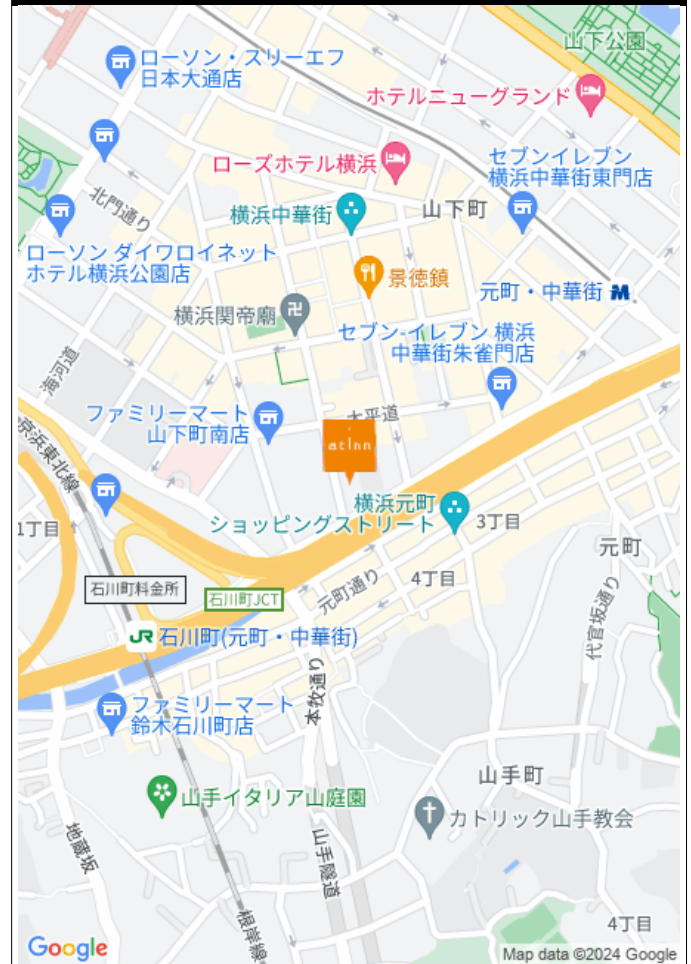 山下公園
ローソン・スリーエフ
日本大通店
ホテルニューグランド
ローズホテル横浜
セブンイレブン
横浜中華街東門店
北門通り
横浜中華街
山下町
ローソン ダイワロイネット
ホテル横浜公園店
景徳鎮
元町・中華街
横浜関帝廟
セブン-イレブン 横浜
中華街朱雀門店
海河道
ファミリーマート
山下町南店
太平道
atInn
京浜東北線
横浜元町
ショッピングストリート
3丁目
1丁目
元町
4丁目
石川町料金所
石川町JCT
元町通り
代官坂通り
JR
石川町(元町・中華街)
本牧通り
ファミリーマート
鈴木石川町店
山手町
山手イタリア山庭園
カトリック山手教会
地蔵坂
山手隧道
根岸線
4丁目
Google
Map data ©2024 Google